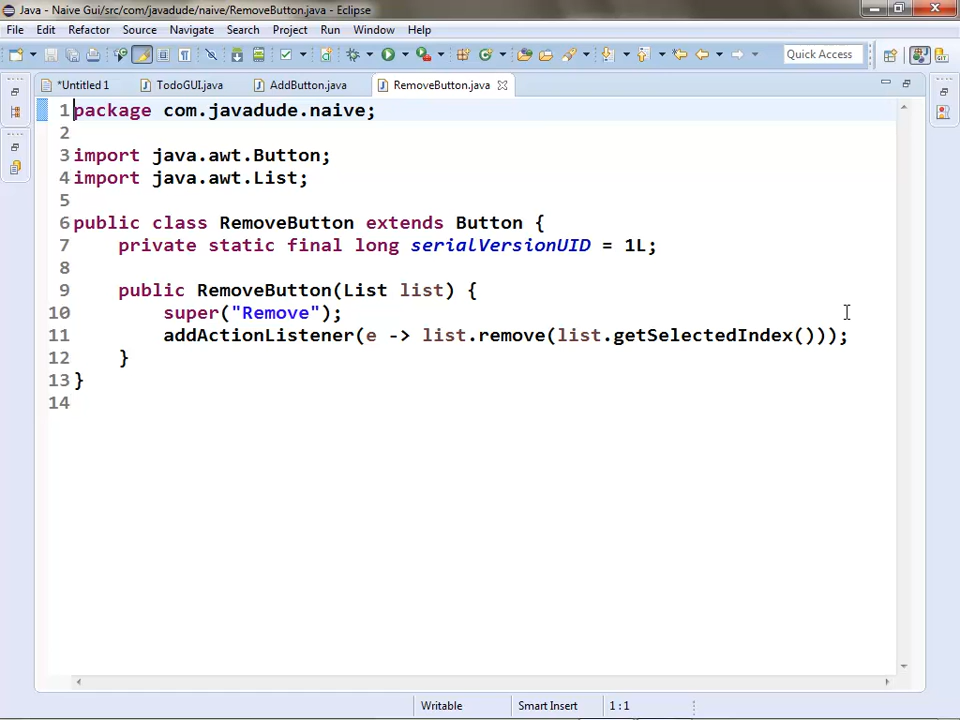 Java - Naive Gui/src/com/javadude/naive/RemoveButton.java - Eclipse
File Edit Refactor Source Navigate Search Project Run Window Help
Quick Access
*Untitled 1 TodoGUI.java AddButton.java RemoveButton.java
1 package com.javadude.naive;
2
3 import java.awt.Button;
4 import java.awt.List;
5
6 public class RemoveButton extends Button {
7 private static final long serialVersionUID = 1L;
8
9 public RemoveButton(List list) {
10 super("Remove");
11 addActionListener(e -> list.remove(list.getSelectedIndex()));
12 }
13 }
14
Writable Smart Insert 1 : 1